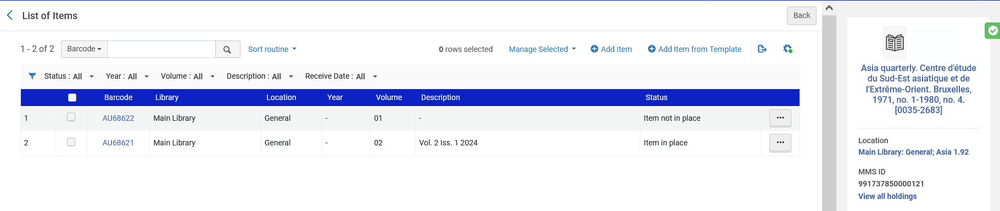 List of Items
Back
1 - 2 of 2 Barcode Sort routine 0 rows selected Manage Selected Add Item Add Item from Template
Status : All Year : All Volume : All Description : All Receive Date : All
Barcode Library Location Year Volume Description Status
1 AU68622 Main Library General - 01 - Item not in place
2 AU68621 Main Library General - 02 Vol. 2 Iss. 1 2024 Item in place
Asia quarterly. Centre d'étude
du Sud-Est asiatique et de
l'Extrême-Orient. Bruxelles,
1971, no. 1-1980, no. 4.
[0035-2683]
Location
Main Library: General; Asia 1.92
MMS ID
991737850000121
View all holdings